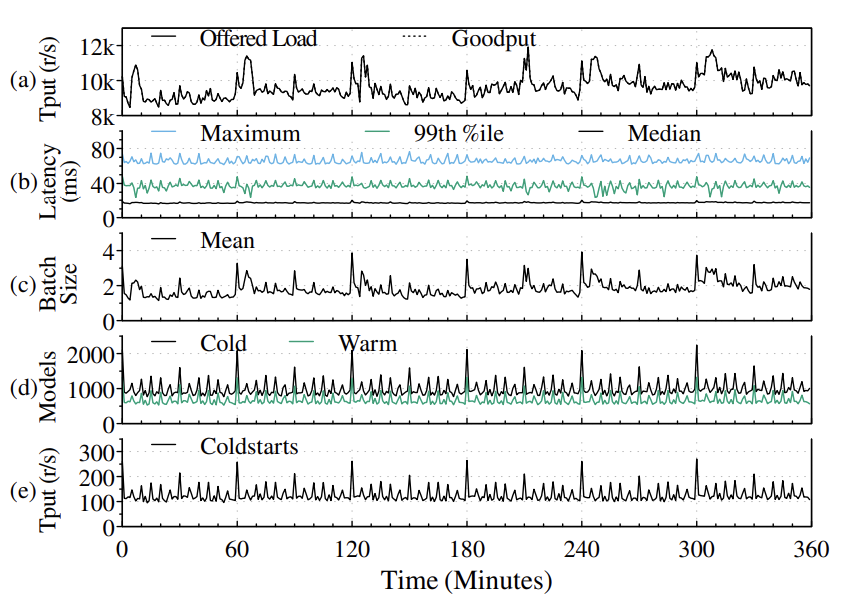 Offered Load Goodput
(a) Tput (r/s) 12k 10k 8k
Maximum 99th %ile Median
(b) Latency (ms) 80 40 0
Mean
(c) Batch Size 4 2 0
Cold Warm
(d) Models 2000 1000 0
Coldstarts
(e) Tput (r/s) 300 200 100 0
0 60 120 180 240 300 360
Time (Minutes)